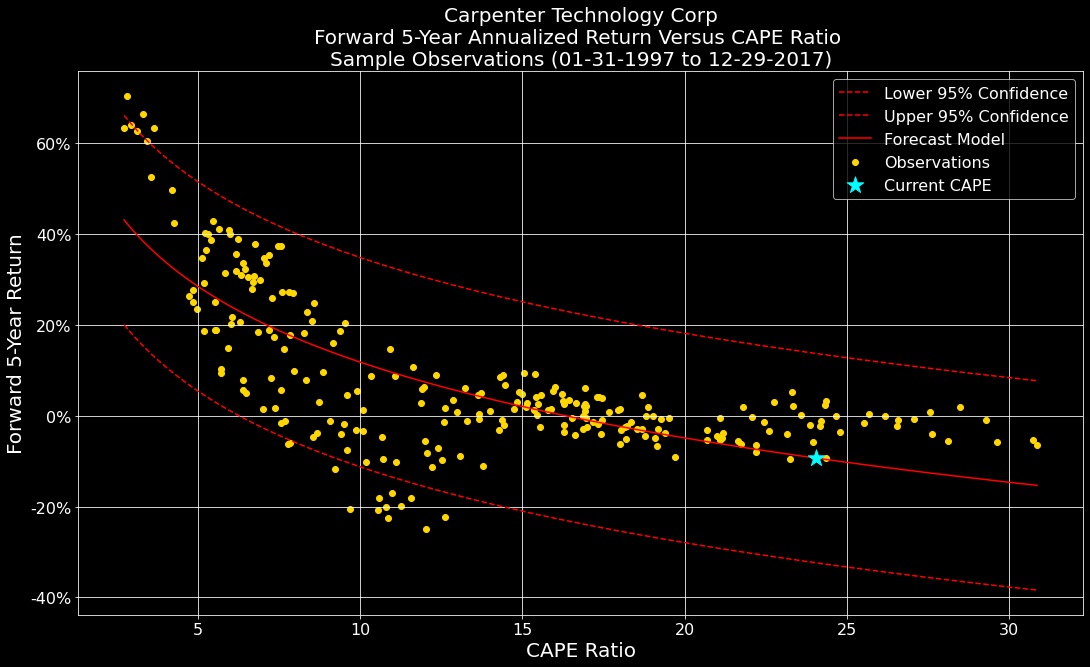 Carpenter Technology Corp
Forward 5-Year Annualized Return Versus CAPE Ratio
Sample Observations (01-31-1997 to 12-29-2017)
Lower 95% Confidence
Upper 95% Confidence
Forecast Model
Observations
Current CAPE
Forward 5-Year Return
60%
40%
20%
0%
-20%
-40%
5
10
15
20
25
30
CAPE Ratio